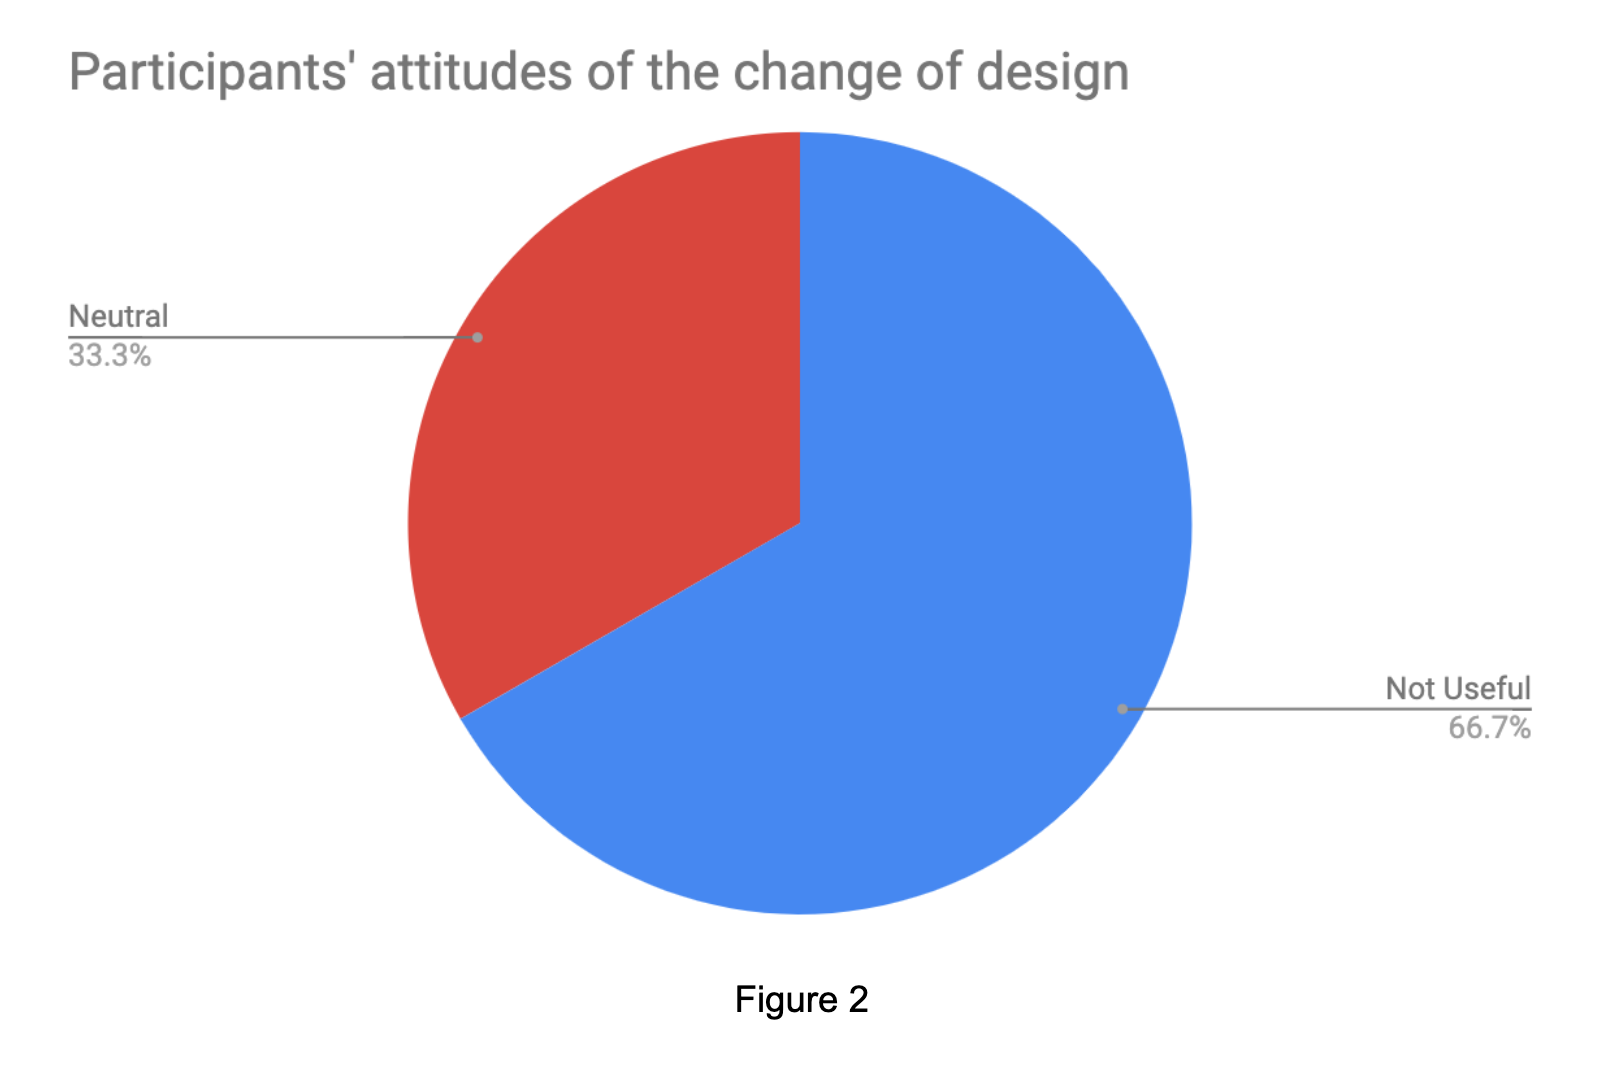 Participants' attitudes of the change of design
Neutral
33.3%
Not Useful
66.7%
Figure 2